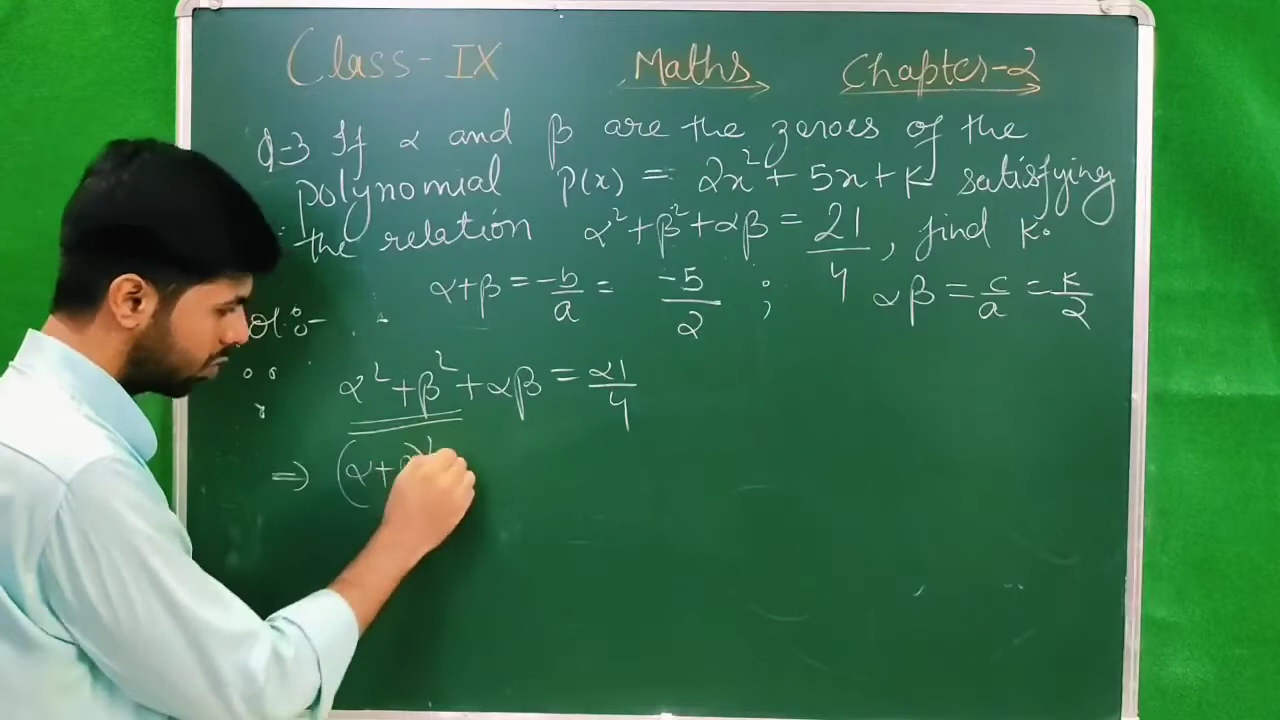 Class-IX Maths Chapter-2
Q-3 If α and β are the zeroes of the
polynomial p(x) = 2x²+5x+K satisfying
the relation α²+β²+αβ = 21/4, find K.
α+β = -b/a = -5/2 ; αβ = c/a = K/2
α²+β²+αβ = 21/4
⇒ (α+β)²